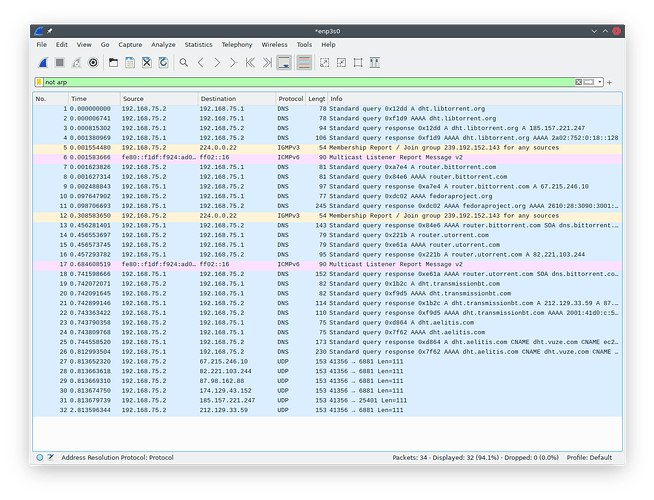 *enp3s0
File Edit View Go Capture Analyze Statistics Telephony Wireless Tools Help
not arp
No. Time Source Destination Protocol Lengt Info
1 0.000000000 192.168.75.2 192.168.75.1 DNS 78 Standard query 0x12dd A dht.libtorrent.org
2 0.000006741 192.168.75.2 192.168.75.1 DNS 78 Standard query 0xf1d9 AAAA dht.libtorrent.org
3 0.000815302 192.168.75.1 192.168.75.2 DNS 94 Standard query response 0x12dd A dht.libtorrent.org A 185.157.221.247
4 0.001380969 192.168.75.1 192.168.75.2 DNS 106 Standard query response 0xf1d9 AAAA dht.libtorrent.org AAAA 2a02:752:0:18::128
5 0.001554480 192.168.75.2 224.0.0.22 IGMPv3 54 Membership Report / Join group 239.192.152.143 for any sources
6 0.001583666 fe80::f1df:f924:ad0… ff02::16 ICMPv6 90 Multicast Listener Report Message v2
7 0.001623826 192.168.75.2 192.168.75.1 DNS 81 Standard query 0xa7e4 A router.bittorrent.com
8 0.001627314 192.168.75.2 192.168.75.1 DNS 81 Standard query 0x84e6 AAAA router.bittorrent.com
9 0.002488843 192.168.75.1 192.168.75.2 DNS 97 Standard query response 0xa7e4 A router.bittorrent.com A 67.215.246.10
10 0.097647902 192.168.75.2 192.168.75.1 DNS 77 Standard query 0xdc02 AAAA fedoraproject.org
11 0.098706693 192.168.75.1 192.168.75.2 DNS 245 Standard query response 0xdc02 AAAA fedoraproject.org AAAA 2610:28:3090:3001:…
12 0.308583650 192.168.75.2 224.0.0.22 IGMPv3 54 Membership Report / Join group 239.192.152.143 for any sources
13 0.456281401 192.168.75.1 192.168.75.2 DNS 143 Standard query response 0x84e6 AAAA router.bittorrent.com SOA dns.bittorrent.…
14 0.456553697 192.168.75.2 192.168.75.1 DNS 79 Standard query 0x221b A router.utorrent.com
15 0.456573745 192.168.75.2 192.168.75.1 DNS 79 Standard query 0xe61a AAAA router.utorrent.com
16 0.457293782 192.168.75.1 192.168.75.2 DNS 95 Standard query response 0x221b A router.utorrent.com A 82.221.103.244
17 0.684608519 fe80::f1df:f924:ad0… ff02::16 ICMPv6 90 Multicast Listener Report Message v2
18 0.741598666 192.168.75.1 192.168.75.2 DNS 152 Standard query response 0xe61a AAAA router.utorrent.com SOA dns.bittorrent.co…
19 0.742072071 192.168.75.2 192.168.75.1 DNS 82 Standard query 0x1b2c A dht.transmissionbt.com
20 0.742091645 192.168.75.2 192.168.75.1 DNS 82 Standard query 0xf9d5 AAAA dht.transmissionbt.com
21 0.742899146 192.168.75.1 192.168.75.2 DNS 114 Standard query response 0x1b2c A dht.transmissionbt.com A 212.129.33.59 A 87.…
22 0.743363422 192.168.75.1 192.168.75.2 DNS 110 Standard query response 0xf9d5 AAAA dht.transmissionbt.com AAAA 2001:41d0:c:5…
23 0.743790358 192.168.75.2 192.168.75.1 DNS 75 Standard query 0xd864 A dht.aelitis.com
24 0.743809768 192.168.75.2 192.168.75.1 DNS 75 Standard query 0x7f62 AAAA dht.aelitis.com
25 0.744558520 192.168.75.1 192.168.75.2 DNS 173 Standard query response 0xd864 A dht.aelitis.com CNAME dht.vuze.com CNAME ec2…
26 0.812993504 192.168.75.1 192.168.75.2 DNS 230 Standard query response 0x7f62 AAAA dht.aelitis.com CNAME dht.vuze.com CNAME …
27 0.813652320 192.168.75.2 67.215.246.10 UDP 153 41356 → 6881 Len=111
28 0.813663618 192.168.75.2 82.221.103.244 UDP 153 41356 → 6881 Len=111
29 0.813669310 192.168.75.2 87.98.162.88 UDP 153 41356 → 6881 Len=111
30 0.813674750 192.168.75.2 174.129.43.152 UDP 153 41356 → 6881 Len=111
31 0.813679739 192.168.75.2 185.157.221.247 UDP 153 41356 → 25401 Len=111
32 2.813596344 192.168.75.2 212.129.33.59 UDP 153 41356 → 6881 Len=111
Address Resolution Protocol: Protocol Packets: 34 · Displayed: 32 (94.1%) · Dropped: 0 (0.0%) Profile: Default